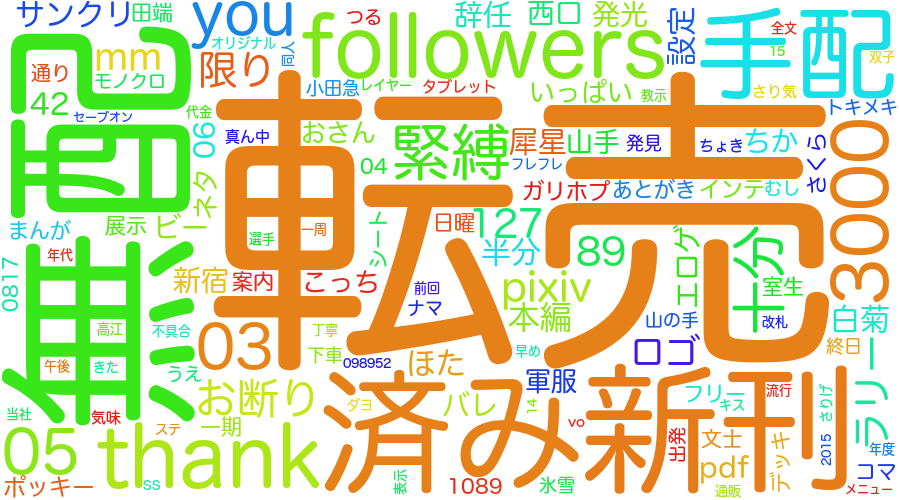 サンクリ
田端
you
つる
辞任
西口
発光
設定
手配
全文
15
双子
followers
オリジナル
同人
mm
通り
モノクロ
限り
42
代金
セーブオン
小田急
レイヤー
タブレット
いっぱい
教示
さり気
トキメキ
無配
転売
06
真ん中
おさん
04
緊縛
犀星
山手
発見
ちょき
ちか
さくら
3000
フレフレ
ガリホプ
あとがき
インテ
むし
まんが
展示
ビーネタ
選手
一周
シート
日曜
127
半分
89
エロゲ
十分
室生
年代
0817
新宿
案内
こっち
前回
ナマ
pixiv
本編
山の手
改札
白菊
高江
不具合
03
丁寧
下車
098952
ほた
早め
ロゴ
終日
ラリー
午後
きた
うえ
軍服
フリー
キス
流行
さりげ
当社
気味
お断り
一期
ダヨ
バレ
14
済み
新刊
vo
出発
文士
デッキ
2015
年度
05
ステ
thank
pdf
コマ
ポッキー
SS
表示
1089
氷雪
通販
メニュー